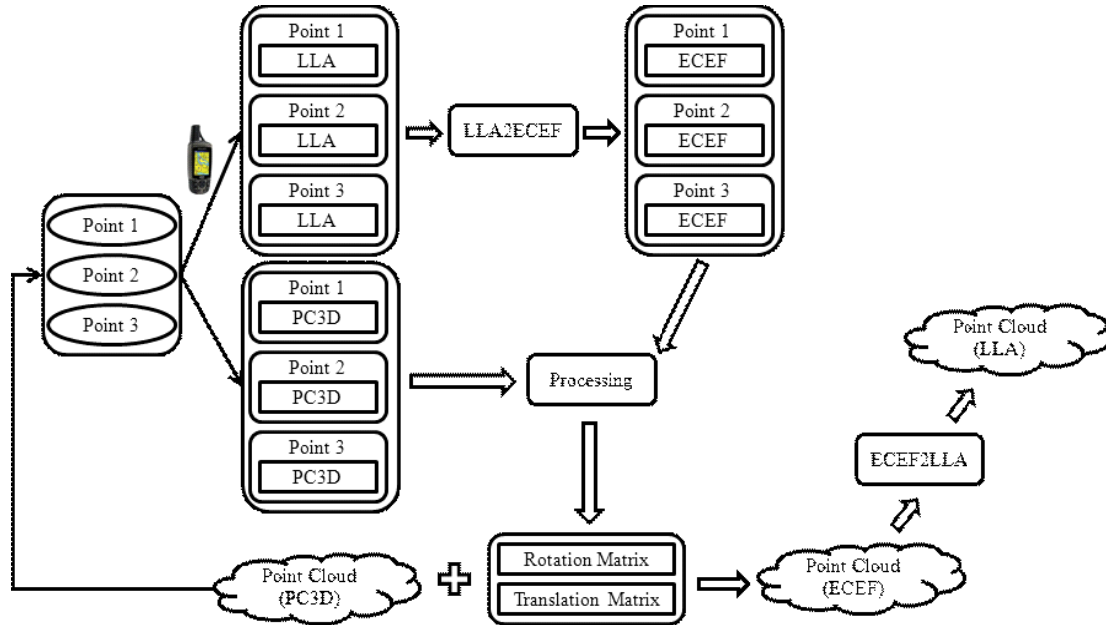 Point 1
LLA
Point 2
LLA
Point 3
LLA
LLA2ECEF
Point 1
ECEF
Point 2
ECEF
Point 3
ECEF
Point 1
Point 2
Point 3
Point 1
PC3D
Point 2
PC3D
Point 3
PC3D
Processing
Point Cloud
(LLA)
ECEF2LLA
Point Cloud
(PC3D)
Rotation Matrix
Translation Matrix
Point Cloud
(ECEF)